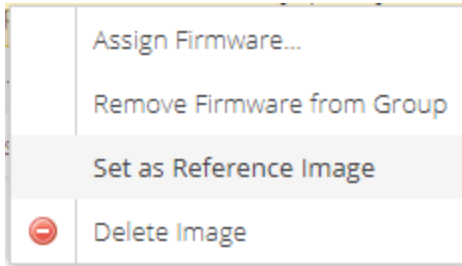 Assign Firmware...
Remove Firmware from Group
Set as Reference Image
Delete Image